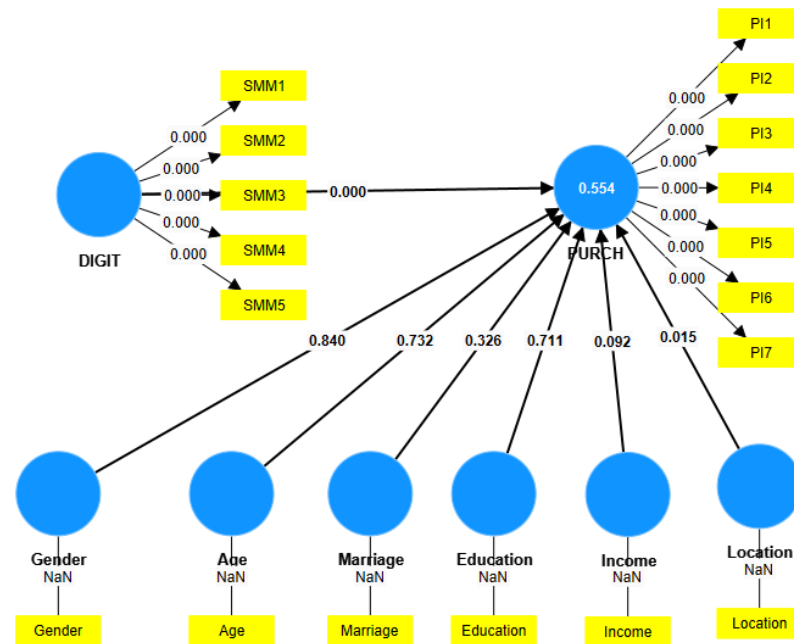 PI1
SMM1
PI2
0.000
0.000
SMM2
0.000
PI3
0.000
0.000
0.000
SMM3
0.000
0.554
0.000
PI4
0.000
0.000
SMM4
PI5
0.000
0.000
DIGIT
PURCH
SMM5
0.000
PI6
0.840
0.732
0.326
0.711
0.092
0.015
PI7
Gender
Age
Marriage
Education
Income
Location
NaN
NaN
NaN
NaN
NaN
NaN
Gender
Age
Marriage
Education
Income
Location